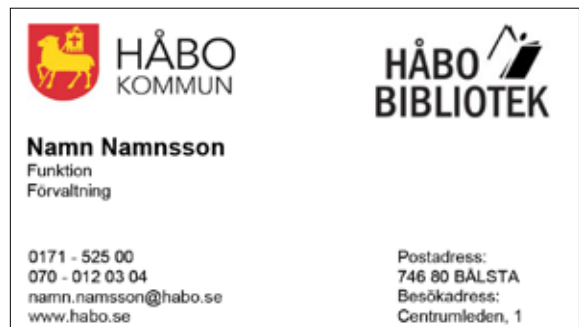 HÅBO
KOMMUN
HÅBO
BIBLIOTEK
Namn Namnsson
Funktion
Förvaltning
0171 - 525 00
070 - 012 03 04
namn.namsson@habo.se
www.habo.se
Postadress:
746 80 BÅLSTA
Besökadress:
Centrumleden, 1